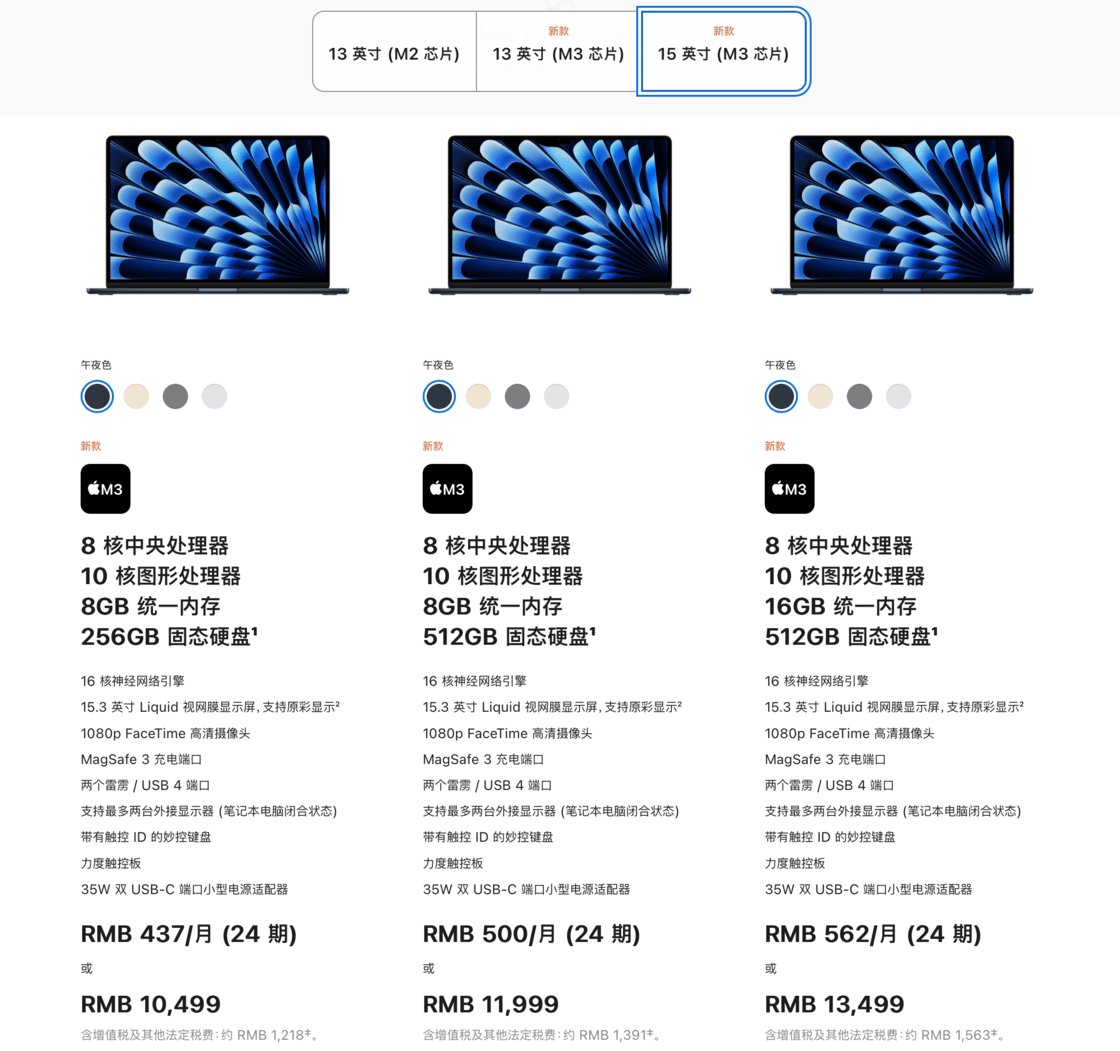 13 英寸 (M2 芯片)
新款
13 英寸 (M3 芯片)
新款
15 英寸 (M3 芯片)
午夜色
新款
M3
8 核中央处理器
10 核图形处理器
8GB 统一内存
256GB 固态硬盘¹
16 核神经网络引擎
15.3 英寸 Liquid 视网膜显示屏，支持原彩显示²
1080p FaceTime 高清摄像头
MagSafe 3 充电端口
两个雷雳 / USB 4 端口
支持最多两台外接显示器 (笔记本电脑闭合状态)
带有触控 ID 的妙控键盘
力度触控板
35W 双 USB-C 端口小型电源适配器
RMB 437/月 (24 期)
或
RMB 10,499
含增值税及其他法定税费：约 RMB 1,218‡。
午夜色
新款
M3
8 核中央处理器
10 核图形处理器
8GB 统一内存
512GB 固态硬盘¹
16 核神经网络引擎
15.3 英寸 Liquid 视网膜显示屏，支持原彩显示²
1080p FaceTime 高清摄像头
MagSafe 3 充电端口
两个雷雳 / USB 4 端口
支持最多两台外接显示器 (笔记本电脑闭合状态)
带有触控 ID 的妙控键盘
力度触控板
35W 双 USB-C 端口小型电源适配器
RMB 500/月 (24 期)
或
RMB 11,999
含增值税及其他法定税费：约 RMB 1,391‡。
午夜色
新款
M3
8 核中央处理器
10 核图形处理器
16GB 统一内存
512GB 固态硬盘¹
16 核神经网络引擎
15.3 英寸 Liquid 视网膜显示屏，支持原彩显示²
1080p FaceTime 高清摄像头
MagSafe 3 充电端口
两个雷雳 / USB 4 端口
支持最多两台外接显示器 (笔记本电脑闭合状态)
带有触控 ID 的妙控键盘
力度触控板
35W 双 USB-C 端口小型电源适配器
RMB 562/月 (24 期)
或
RMB 13,499
含增值税及其他法定税费：约 RMB 1,563‡。